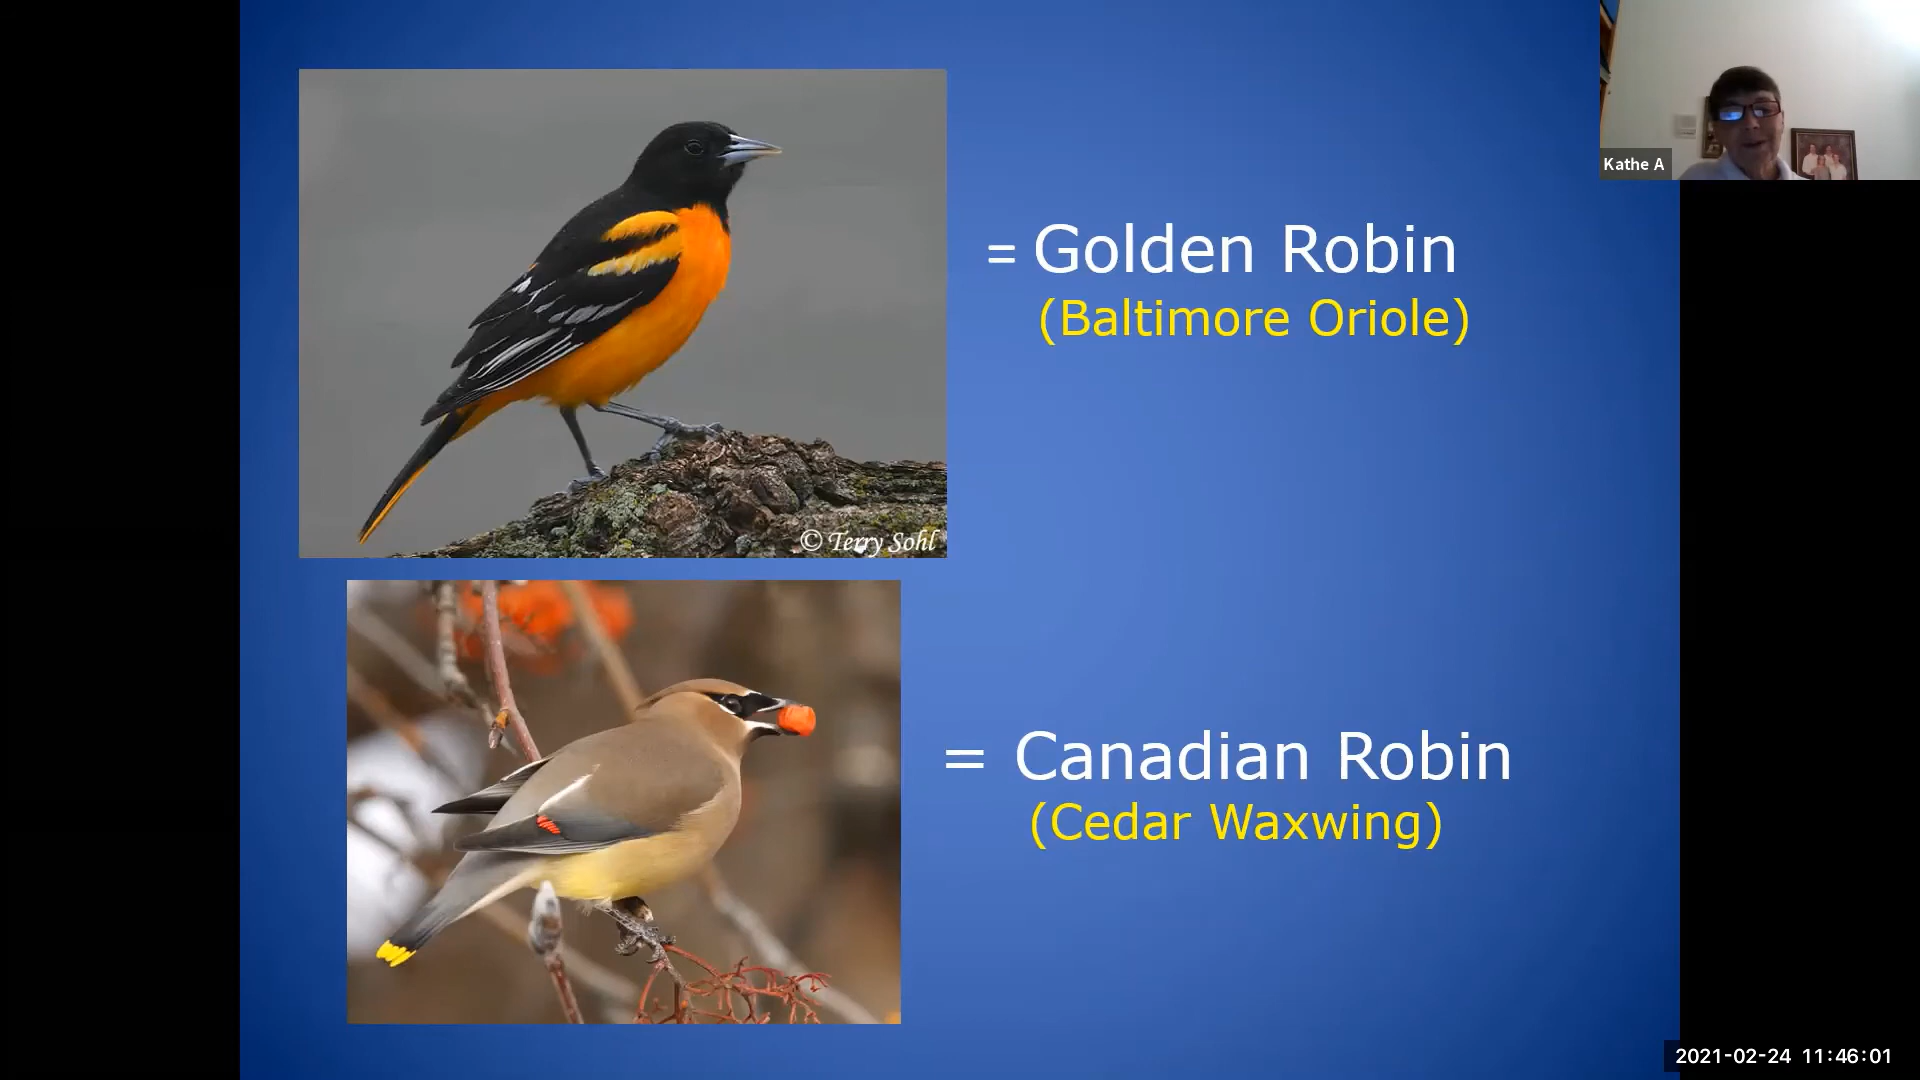 Kathe A
= Golden Robin
(Baltimore Oriole)
© Terry Sohl
= Canadian Robin
(Cedar Waxwing)
2021-02-24 11:46:01